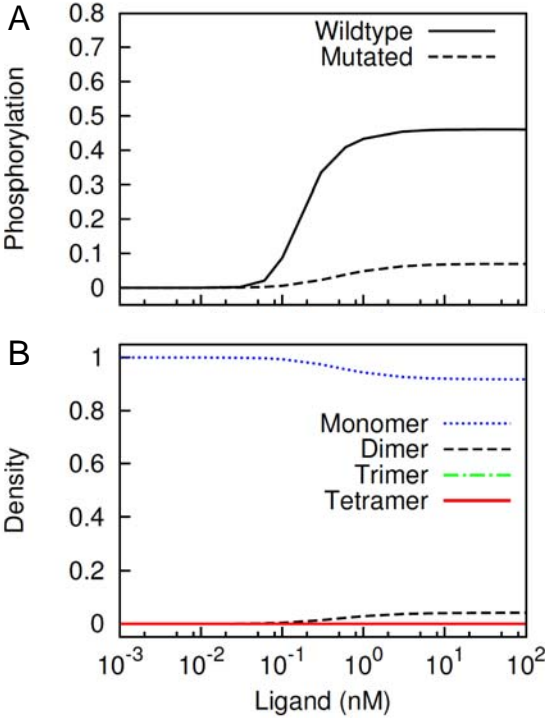 A
0.8
0.7
0.6
0.5
0.4
0.3
0.2
0.1
0
Phosphorylation
Wildtype
Mutated
B
1
0.8
0.6
0.4
0.2
0
Density
Monomer
Dimer
Trimer
Tetramer
10⁻³ 10⁻² 10⁻¹ 10⁰ 10¹ 10²
Ligand (nM)